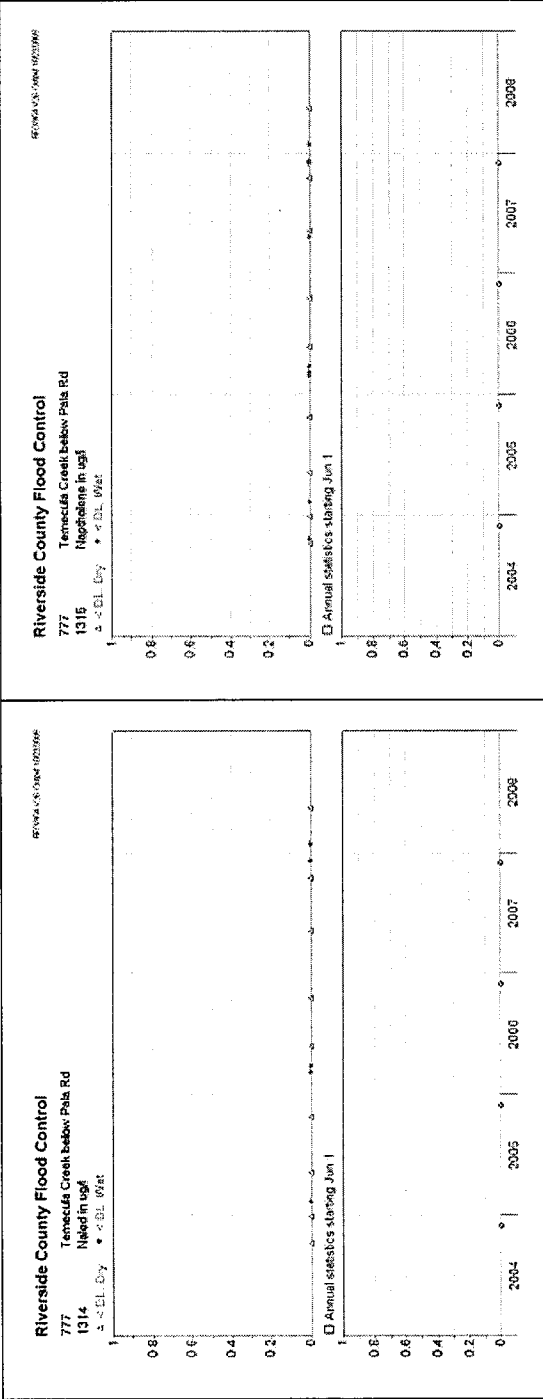 Riverside County Flood Control
777 Temecula Creek below Pala Rd
1314 Naled in ug/l
< DL Dry < DL Wet
1
0.8
0.6
0.4
0.2
0
Annual statistics starting Jun 1
1
0.8
0.6
0.4
0.2
0
2004 2005 2006 2007 2008
Riverside County Flood Control
777 Temecula Creek below Pala Rd
1315 Napthalene in ug/l
< DL Dry < DL Wet
1
0.8
0.6
0.4
0.2
0
Annual statistics starting Jun 1
1
0.8
0.6
0.4
0.2
0
2004 2005 2006 2007 2008